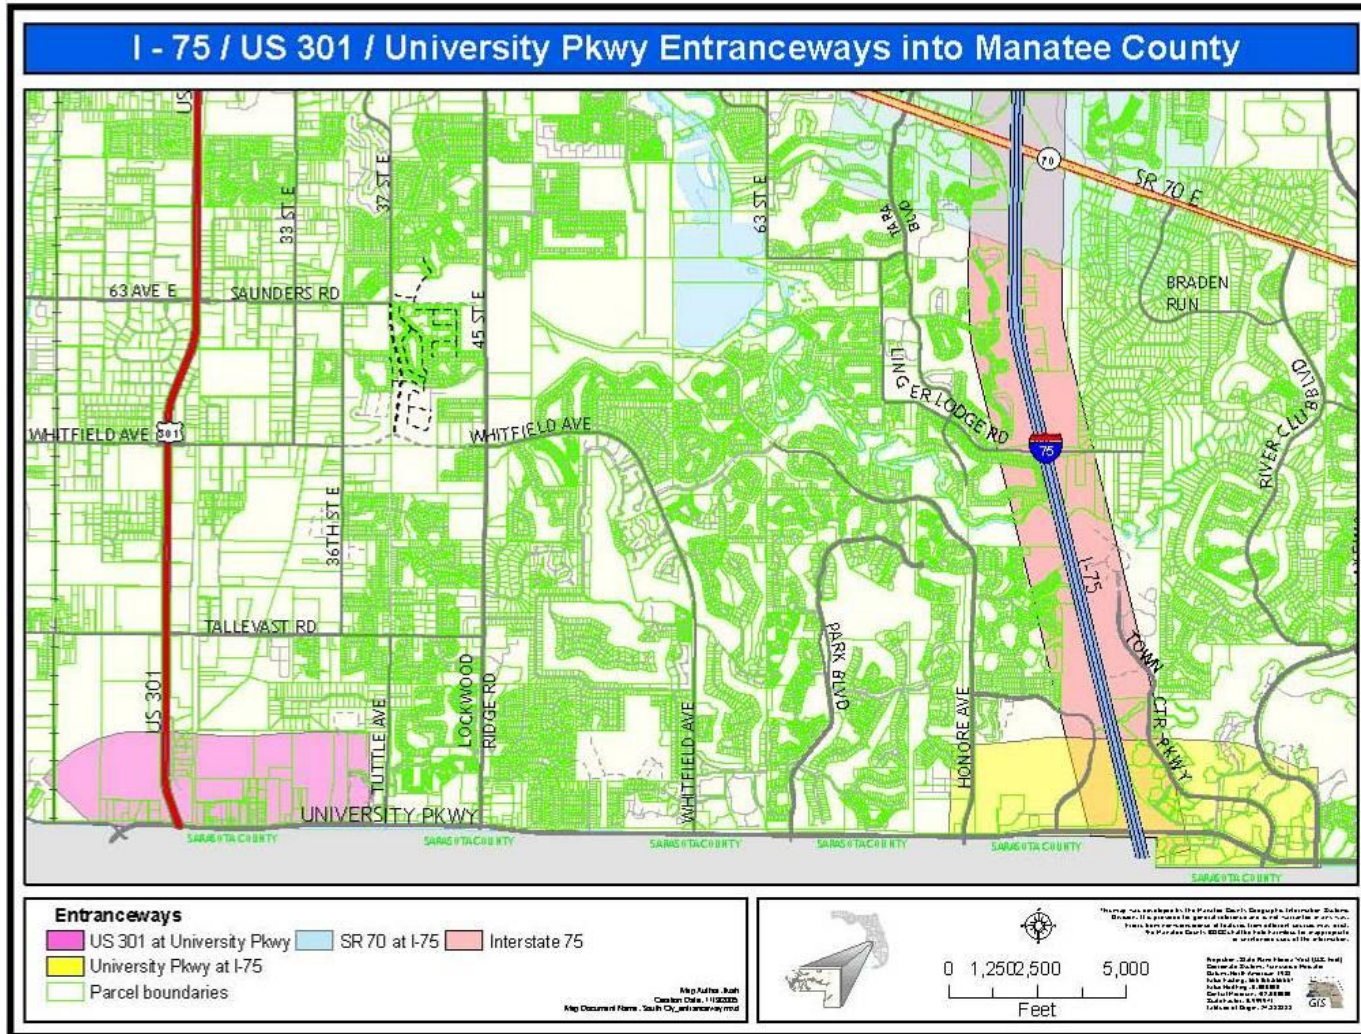 I - 75 / US 301 / University Pkwy Entranceways into Manatee County
US
33 ST E
37 ST E
63 ST E
TARA
BLVD
70
SR 70 E
63 AVE E
SAUNDERS RD
45 ST E
BRADEN
RUN
LINGER LODGE RD
RIVER CLUB BLVD
WHITFIELD AVE
301
WHITFIELD AVE
75
36TH ST E
I-75
TALLEVAST RD
PARK BLVD
TOWN CTR PKWY
US 301
TUTTLE AVE
LOCKWOOD
RIDGE RD
WHITFIELD AVE
HONORE AVE
UNIVERSITY PKWY
SARASOTA COUNTY
SARASOTA COUNTY
SARASOTA COUNTY
SARASOTA COUNTY
SARASOTA COUNTY
SARASOTA COUNTY
Entranceways
US 301 at University Pkwy
SR 70 at I-75
Interstate 75
University Pkwy at I-75
Parcel boundaries
0 1,250 2,500 5,000
Feet
GIS